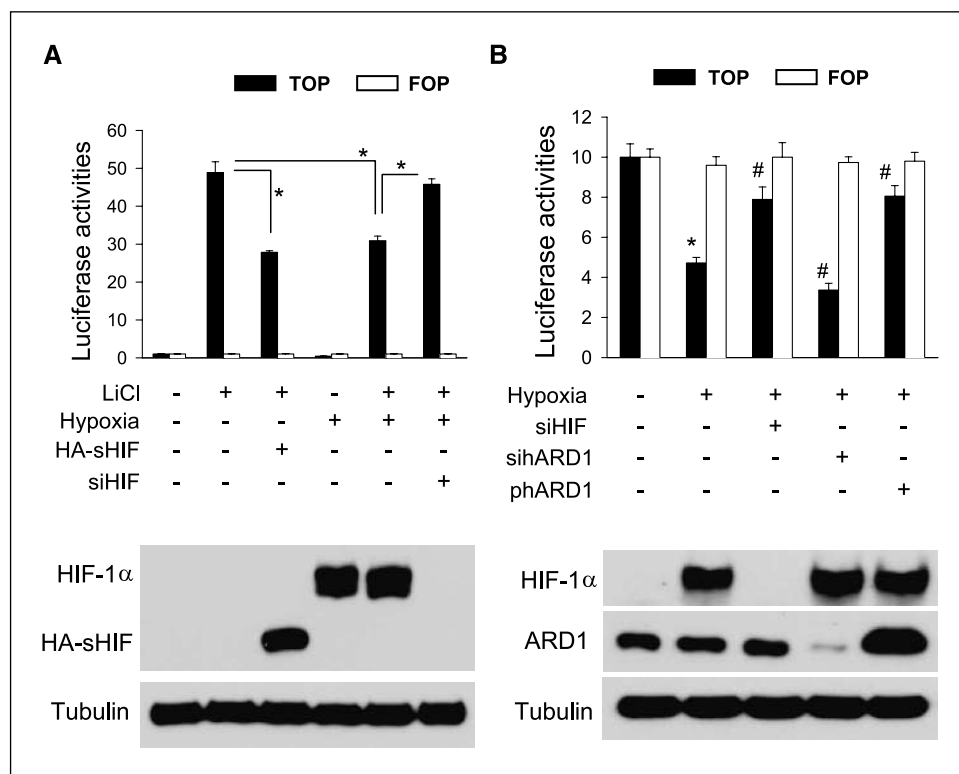 A
TOP FOP
Luciferase activities
60
50
40
30
20
10
0
* * *
LiCl - + + - + +
Hypoxia - - - + + +
HA-sHIF - - + - - -
siHIF - - - - - +
HIF-1α
HA-sHIF
Tubulin
B
TOP FOP
Luciferase activities
12
10
8
6
4
2
0
* # # #
Hypoxia - + + + +
siHIF - - + - -
sihARD1 - - - + -
phARD1 - - - - +
HIF-1α
ARD1
Tubulin